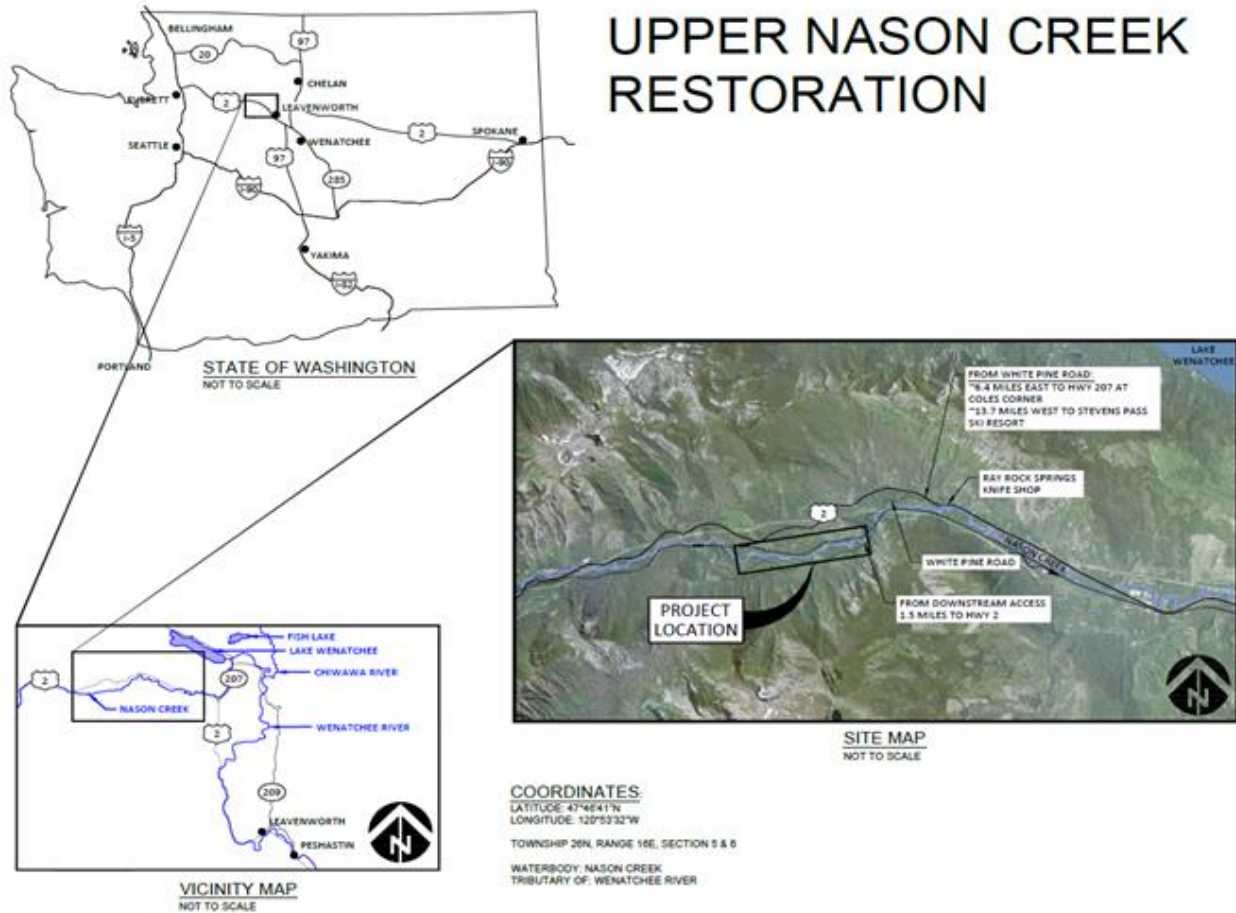 UPPER NASON CREEK
RESTORATION
BELLINGHAM
97
20
CHELAN
EVERETT
2
LEAVENWORTH
2
SPOKANE
SEATTLE
WENATCHEE
97
I-90
I-90
285
I-5
YAKIMA
I-82
PORTLAND
STATE OF WASHINGTON
NOT TO SCALE
LAKE
WENATCHEE
FROM WHITE PINE ROAD:
~6.4 MILES EAST TO HWY 207 AT
COLES CORNER
~13.7 MILES WEST TO STEVENS PASS
SKI RESORT
RAY ROCK SPRINGS
KNIFE SHOP
2
NASON CREEK
WHITE PINE ROAD
PROJECT
LOCATION
FROM DOWNSTREAM ACCESS
1.5 MILES TO HWY 2
N
SITE MAP
NOT TO SCALE
FISH LAKE
LAKE WENATCHEE
CHIWAWA RIVER
2
207
NASON CREEK
2
WENATCHEE RIVER
209
LEAVENWORTH
PESHASTIN
N
VICINITY MAP
NOT TO SCALE
COORDINATES:
LATITUDE: 47°46'41"N
LONGITUDE: 120°53'32"W
TOWNSHIP 26N, RANGE 16E, SECTION 5 & 6
WATERBODY: NASON CREEK
TRIBUTARY OF: WENATCHEE RIVER